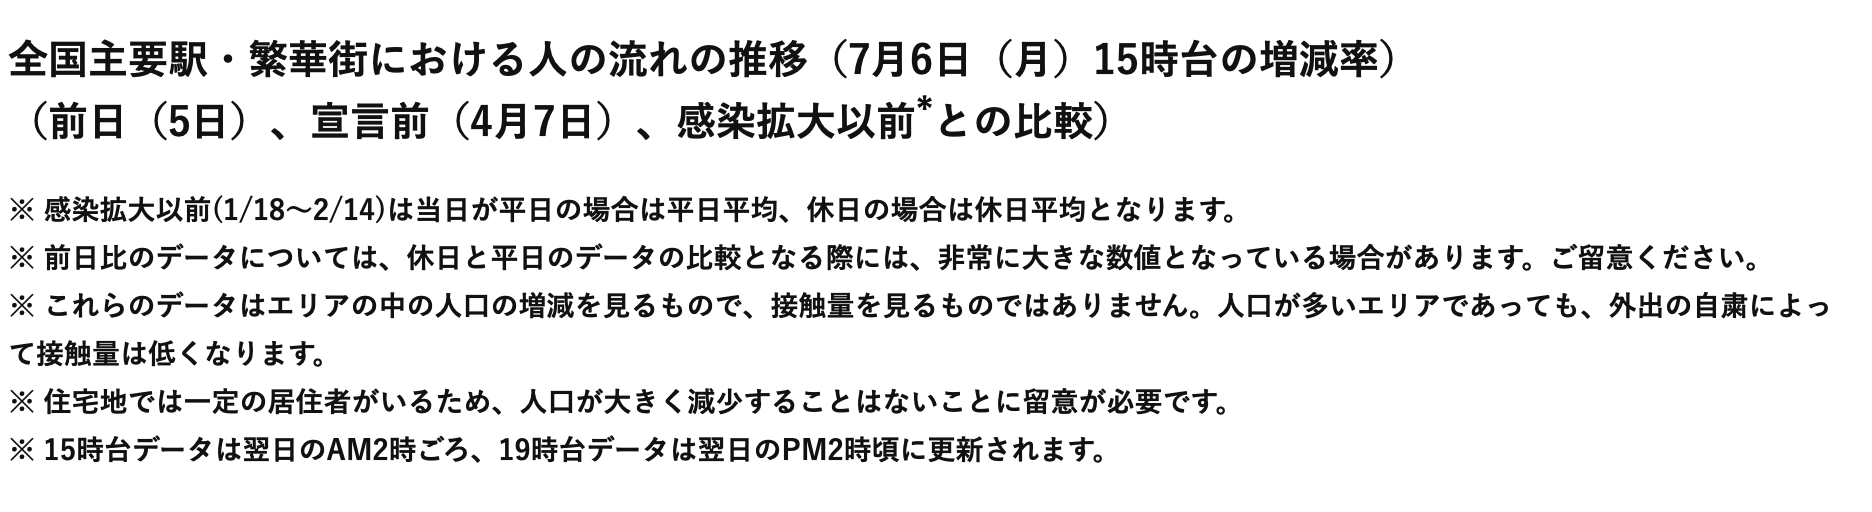 全国主要駅・繁華街における人の流れの推移（7月6日（月）15時台の増減率）
（前日（5日）、宣言前（4月7日）、感染拡大以前*との比較）
※ 感染拡大以前(1/18〜2/14)は当日が平日の場合は平日平均、休日の場合は休日平均となります。
※ 前日比のデータについては、休日と平日のデータの比較となる際には、非常に大きな数値となっている場合があります。ご留意ください。
※ これらのデータはエリアの中の人口の増減を見るもので、接触量を見るものではありません。人口が多いエリアであっても、外出の自粛によっ
て接触量は低くなります。
※ 住宅地では一定の居住者がいるため、人口が大きく減少することはないことに留意が必要です。
※ 15時台データは翌日のAM2時ごろ、19時台データは翌日のPM2時頃に更新されます。